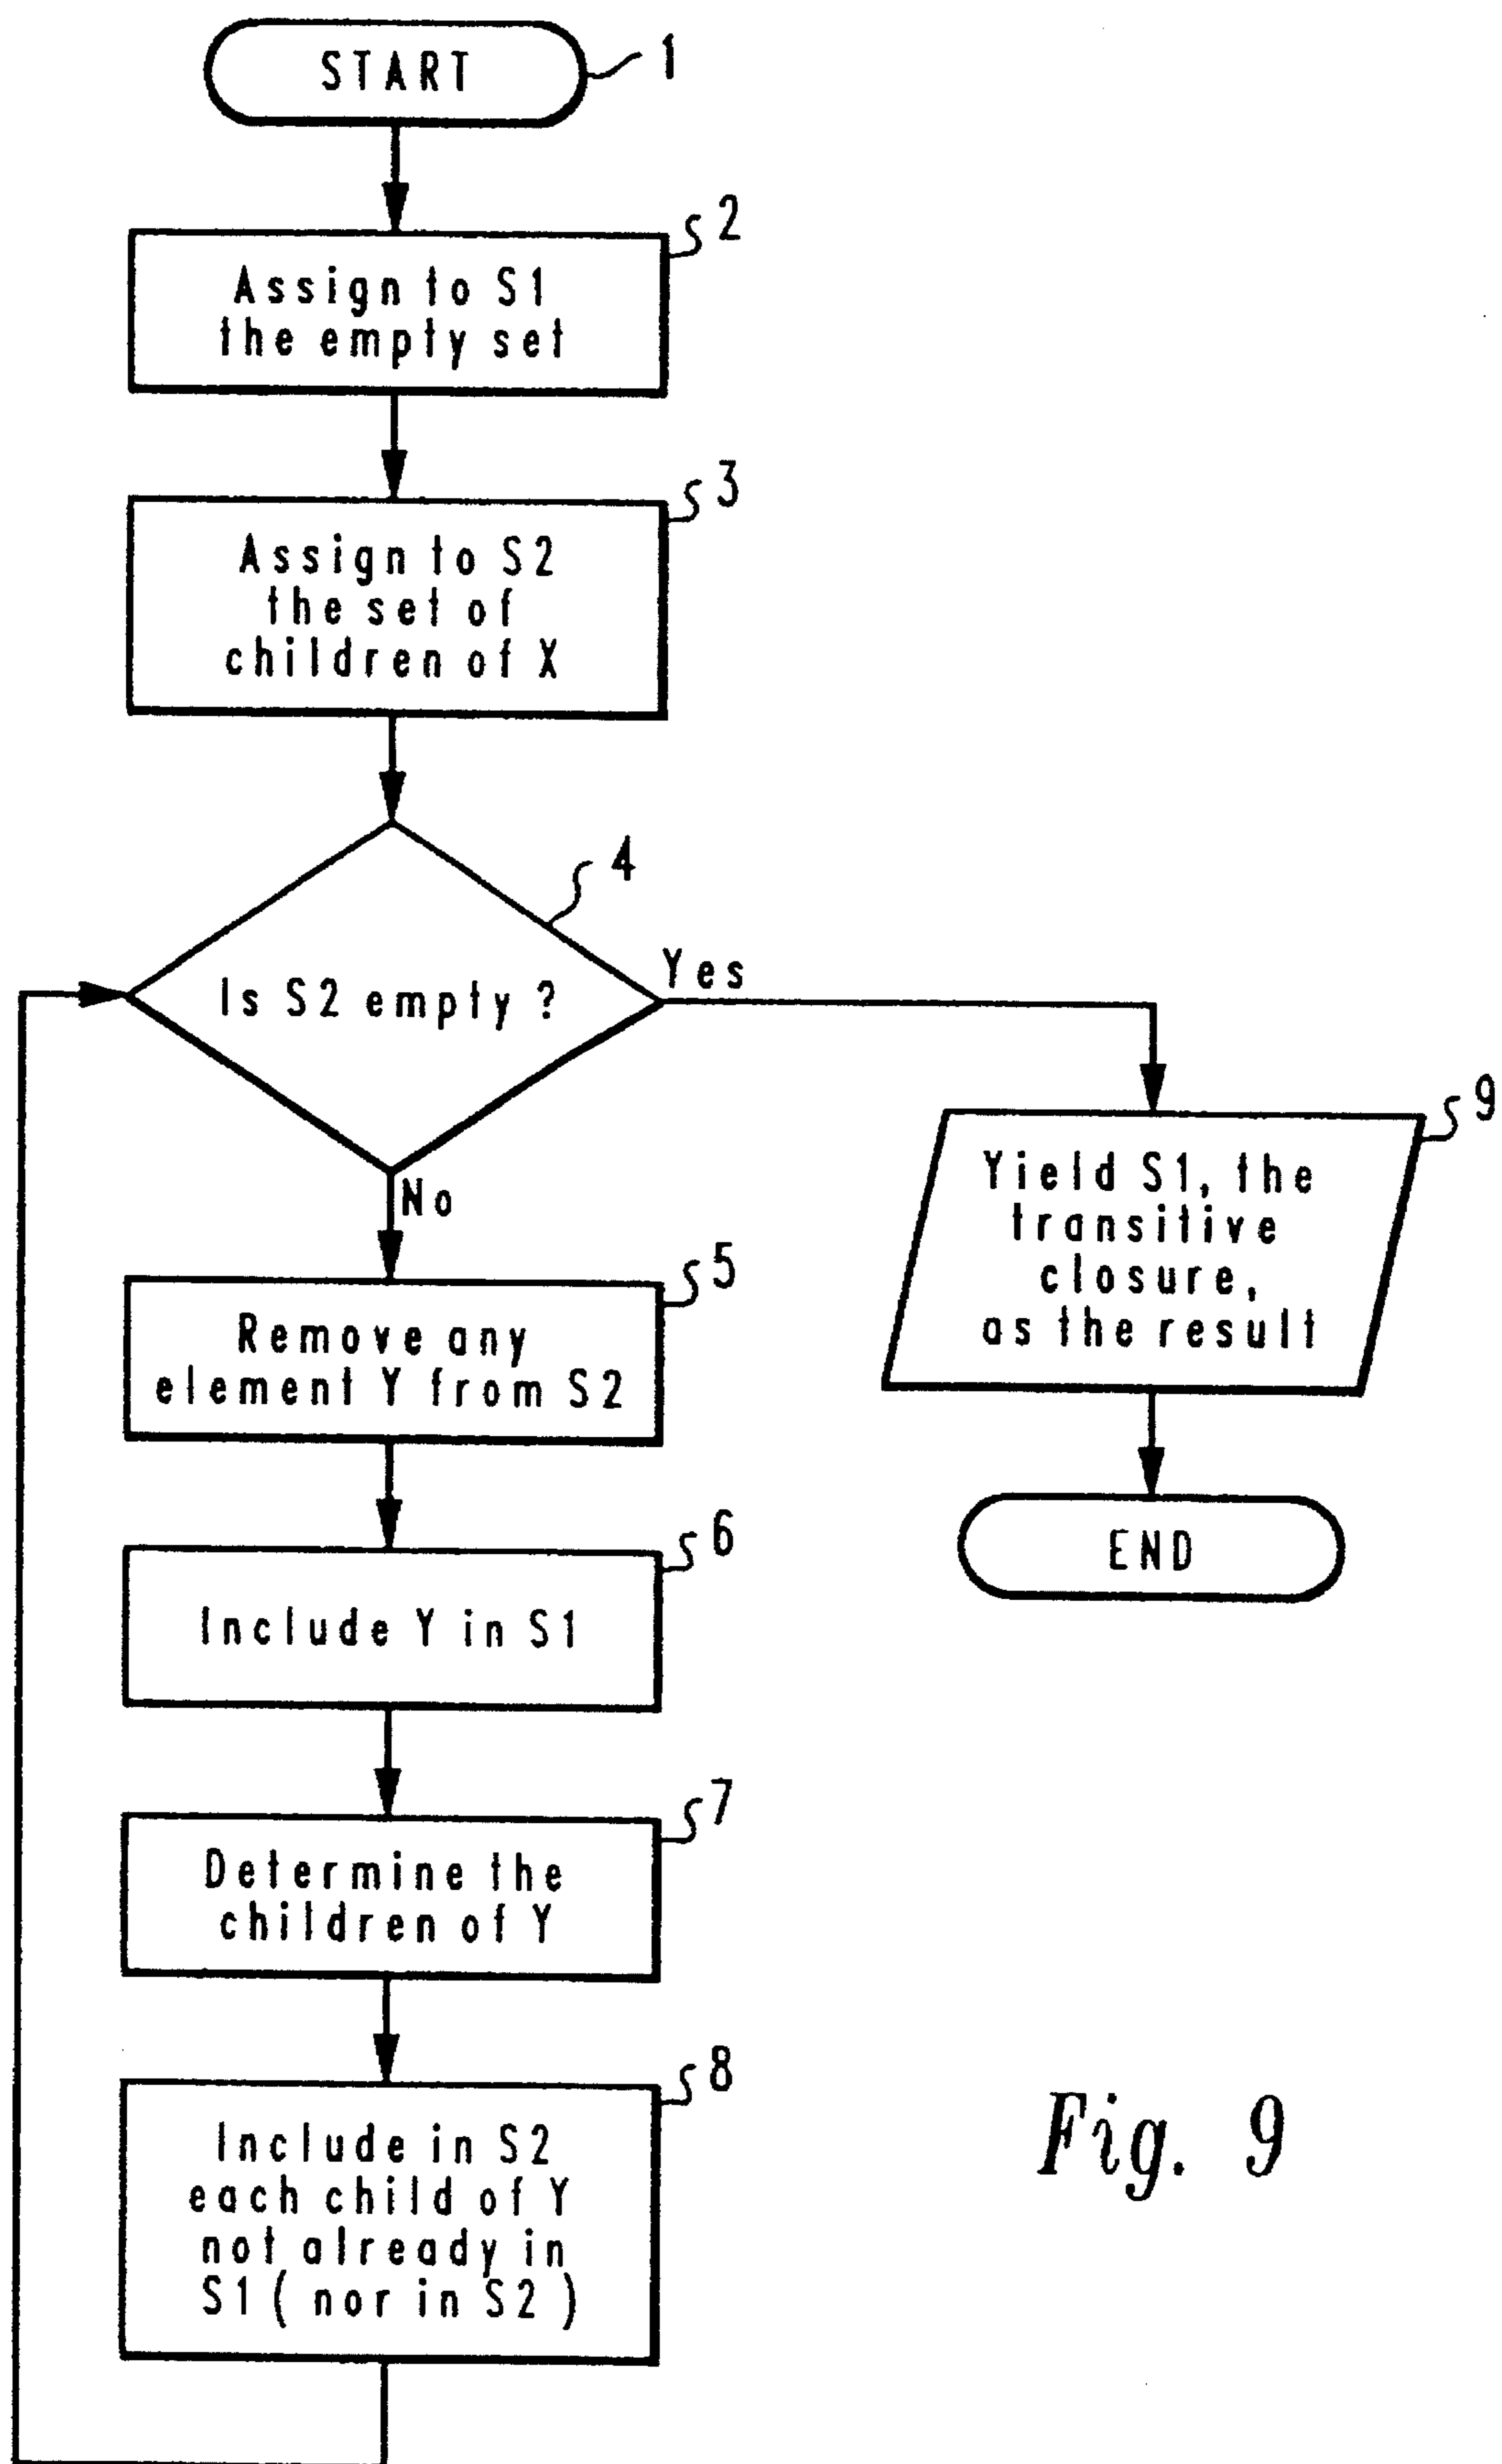 START
1
2
Assign to S1
the empty set
3
Assign to S2
the set of
children of X
4
Is S2 empty ?
Yes
No
5
Remove any
element Y from S2
6
Include Y in S1
7
Determine the
children of Y
8
Include in S2
each child of Y
not already in
S1 ( nor in S2 )
9
Yield S1, the
transitive
closure,
as the result
END
Fig. 9